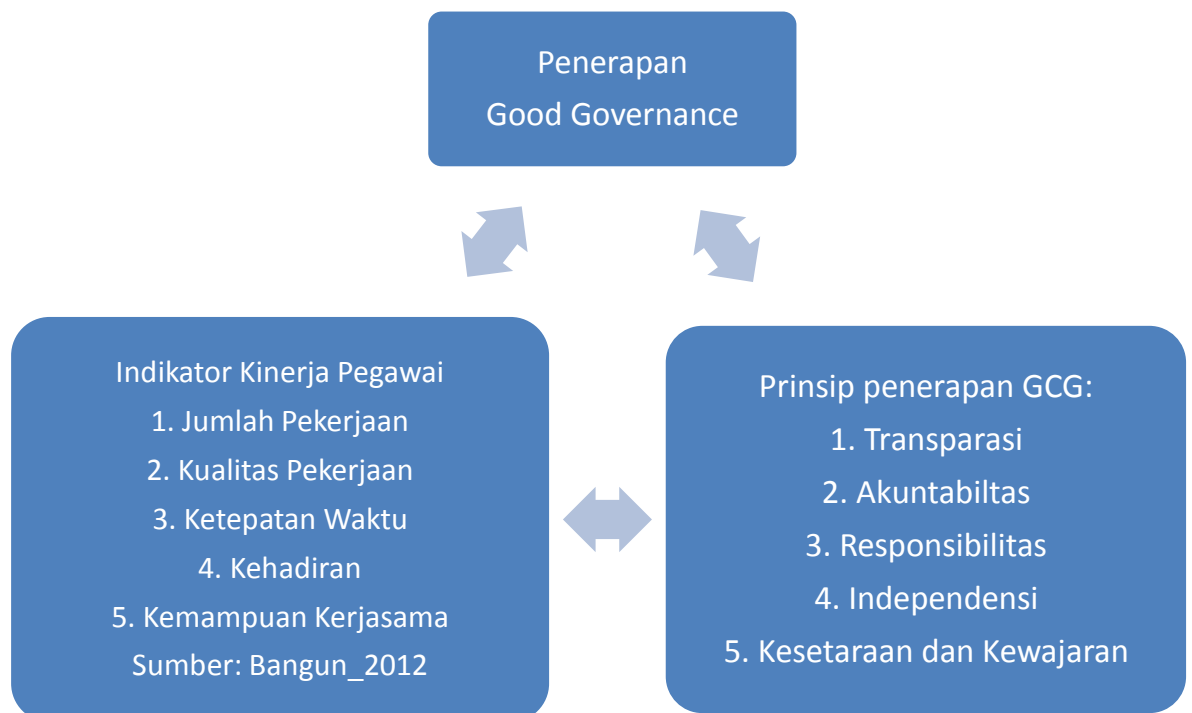 Penerapan
Good Governance
Indikator Kinerja Pegawai
1. Jumlah Pekerjaan
2. Kualitas Pekerjaan
3. Ketepatan Waktu
4. Kehadiran
5. Kemampuan Kerjasama
Sumber: Bangun_2012
Prinsip penerapan GCG:
1. Transparasi
2. Akuntabiltas
3. Responsibilitas
4. Independensi
5. Kesetaraan dan Kewajaran